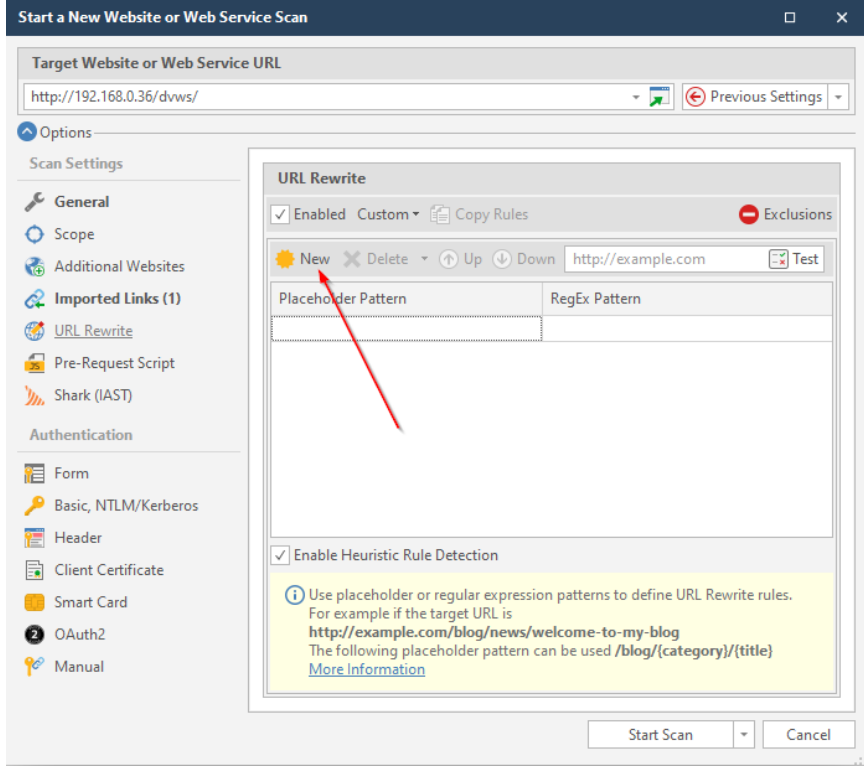 Start a New Website or Web Service Scan
Target Website or Web Service URL
http://192.168.0.36/dvws/
Previous Settings
Options
Scan Settings
General
Scope
Additional Websites
Imported Links (1)
URL Rewrite
Pre-Request Script
JS
Shark (IAST)
Authentication
Form
Basic, NTLM/Kerberos
Header
Client Certificate
Smart Card
2 OAuth2
Manual
URL Rewrite
Enabled Custom Copy Rules Exclusions
New Delete Up Down http://example.com Test
Placeholder Pattern RegEx Pattern
Enable Heuristic Rule Detection
Use placeholder or regular expression patterns to define URL Rewrite rules.
For example if the target URL is
http://example.com/blog/news/welcome-to-my-blog
The following placeholder pattern can be used /blog/{category}/{title}
More Information
Start Scan Cancel